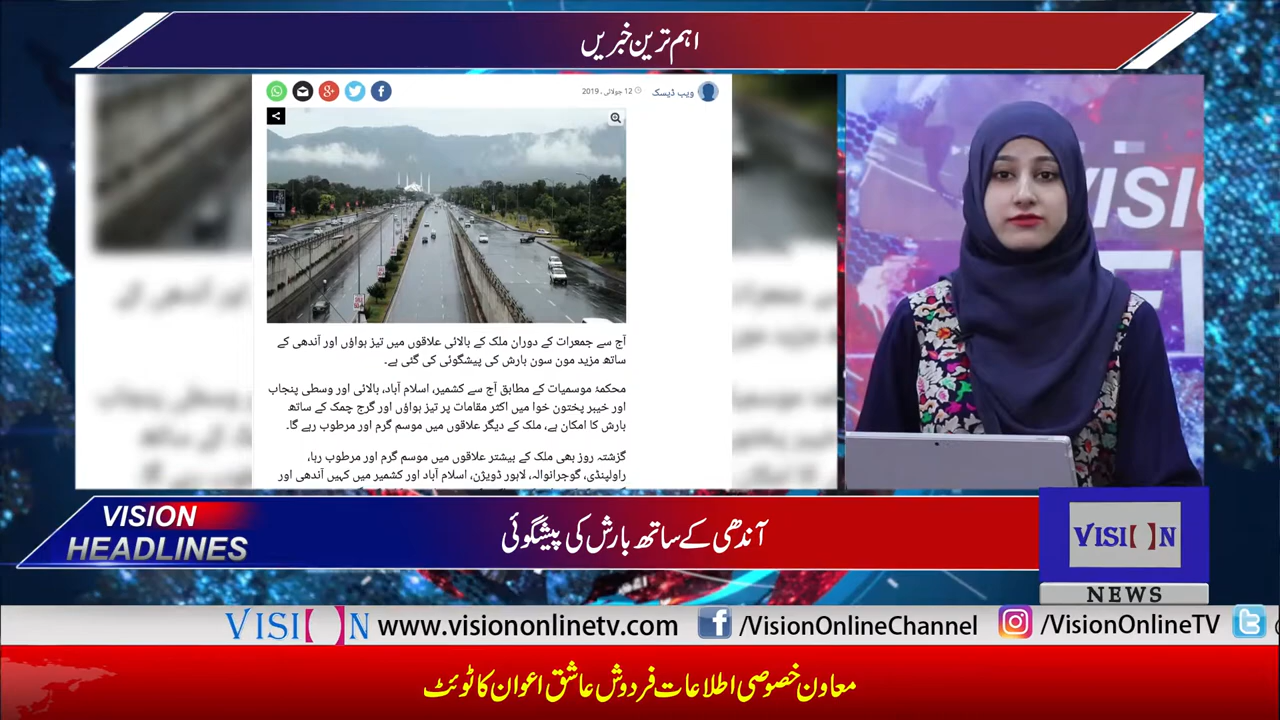 اہم ترین خبریں
ویب ڈیسک
12 جولائی ، 2019
آج سے جمعرات کے دوران ملک کے بالائی علاقوں میں تیز ہواؤں اور آندھی کے
ساتھ مزید مون سون بارش کی پیشگوئی کی گئی ہے۔
محکمۂ موسمیات کے مطابق آج سے کشمیر، اسلام آباد، بالائی اور وسطی پنجاب
اور خیبر پختون خوا میں اکثر مقامات پر تیز ہواؤں اور گرج چمک کے ساتھ
بارش کا امکان ہے، ملک کے دیگر علاقوں میں موسم گرم اور مرطوب رہے گا۔
گزشتہ روز بھی ملک کے بیشتر علاقوں میں موسم گرم اور مرطوب رہا،
راولپنڈی، گوجرانوالہ، لاہور ڈویژن، اسلام آباد اور کشمیر میں کہیں آندھی اور
VISI
VISION
HEADLINES
آندھی کے ساتھ بارش کی پیشگوئی
VISI( )N
NEWS
VISI( )N www.visiononlinetv.com /VisionOnlineChannel /VisionOnlineTV
معاون خصوصی اطلاعات فردوش عاشق اعوان کا ٹوئٹ